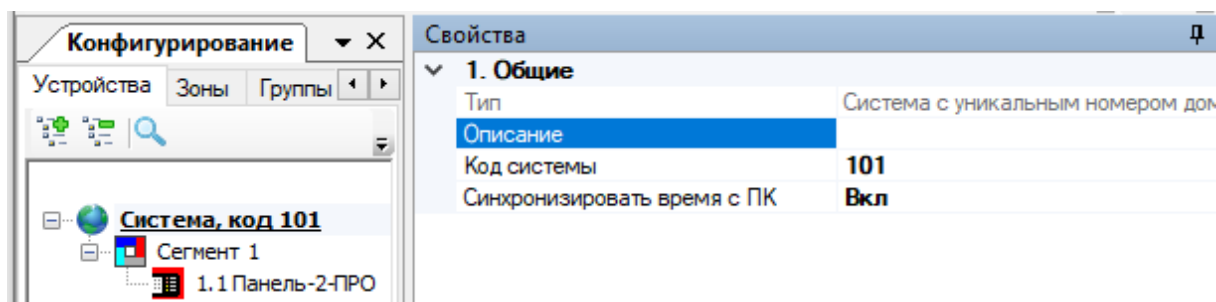 Конфигурирование
Устройства Зоны Группы
Система, код 101
Сегмент 1
1.1 Панель-2-ПРО
Свойства
1. Общие
Тип Система с уникальным номером дом
Описание
Код системы 101
Синхронизировать время с ПК Вкл